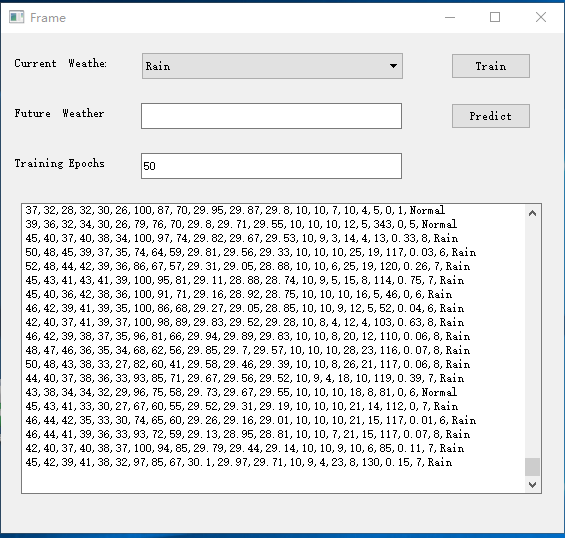 Frame
Current Weathe:
Rain
Train
Future Weather
Predict
Training Epochs
50
37,32,28,32,30,26,100,87,70,29.95,29.87,29.8,10,10,7,10,4,5,0,1,Normal
39,36,32,34,30,26,79,76,70,29.8,29.71,29.55,10,10,10,12,5,343,0,5,Normal
45,40,37,40,38,34,100,97,74,29.82,29.67,29.53,10,9,3,14,4,13,0.33,8,Rain
50,48,45,39,37,35,74,64,59,29.81,29.56,29.33,10,10,10,25,19,117,0.03,6,Rain
52,48,44,42,39,36,86,67,57,29.31,29.05,28.88,10,10,6,25,19,120,0.26,7,Rain
45,43,41,43,41,39,100,95,81,29.11,28.88,28.74,10,9,5,15,8,114,0.75,7,Rain
45,40,36,42,38,36,100,91,71,29.16,28.92,28.75,10,10,10,16,5,46,0,6,Rain
46,42,39,41,39,35,100,86,68,29.27,29.05,28.85,10,10,9,12,5,52,0.04,6,Rain
42,40,37,41,39,37,100,98,89,29.83,29.52,29.28,10,8,4,12,4,103,0.63,8,Rain
46,42,39,38,37,35,96,81,66,29.94,29.89,29.83,10,10,8,20,12,110,0.06,8,Rain
48,47,46,36,35,34,68,62,56,29.85,29.7,29.57,10,10,10,28,23,116,0.07,8,Rain
50,48,43,38,33,27,82,60,41,29.58,29.46,29.39,10,10,8,26,21,117,0.06,8,Rain
44,40,37,38,36,33,93,85,71,29.67,29.56,29.52,10,9,4,18,10,119,0.39,7,Rain
43,38,34,34,32,29,96,75,58,29.73,29.67,29.55,10,10,10,18,8,81,0,6,Normal
45,43,41,33,30,27,67,60,55,29.52,29.31,29.19,10,10,10,21,14,112,0,7,Rain
46,44,42,35,33,30,74,65,60,29.26,29.16,29.01,10,10,10,21,15,117,0.01,6,Rain
46,44,41,39,36,33,93,72,59,29.13,28.95,28.81,10,10,7,21,15,117,0.07,8,Rain
42,40,37,40,38,37,100,94,85,29.79,29.44,29.14,10,10,9,10,6,85,0.11,7,Rain
45,42,39,41,38,32,97,85,67,30.1,29.97,29.71,10,9,4,23,8,130,0.15,7,Rain